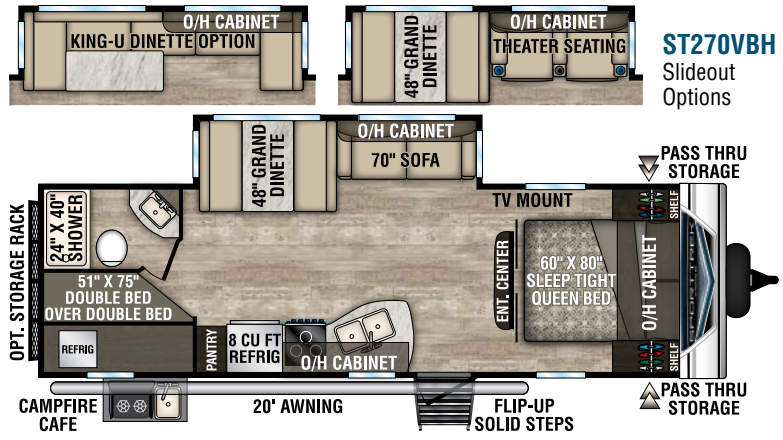 O/H CABINET
KING-U DINETTE OPTION
48" GRAND
DINETTE
O/H CABINET
THEATER SEATING
ST270VBH
Slideout
Options
48" GRAND
DINETTE
O/H CABINET
70" SOFA
PASS THRU
STORAGE
OPT. STORAGE RACK
24" X 40"
SHOWER
TV MOUNT
SHELF
ENT. CENTER
60" X 80"
SLEEP TIGHT
QUEEN BED
O/H CABINET
51" X 75"
DOUBLE BED
OVER DOUBLE BED
REFRIG
PANTRY
8 CU FT
REFRIG
O/H CABINET
SHELF
CAMPFIRE
CAFE
20' AWNING
FLIP-UP
SOLID STEPS
PASS THRU
STORAGE